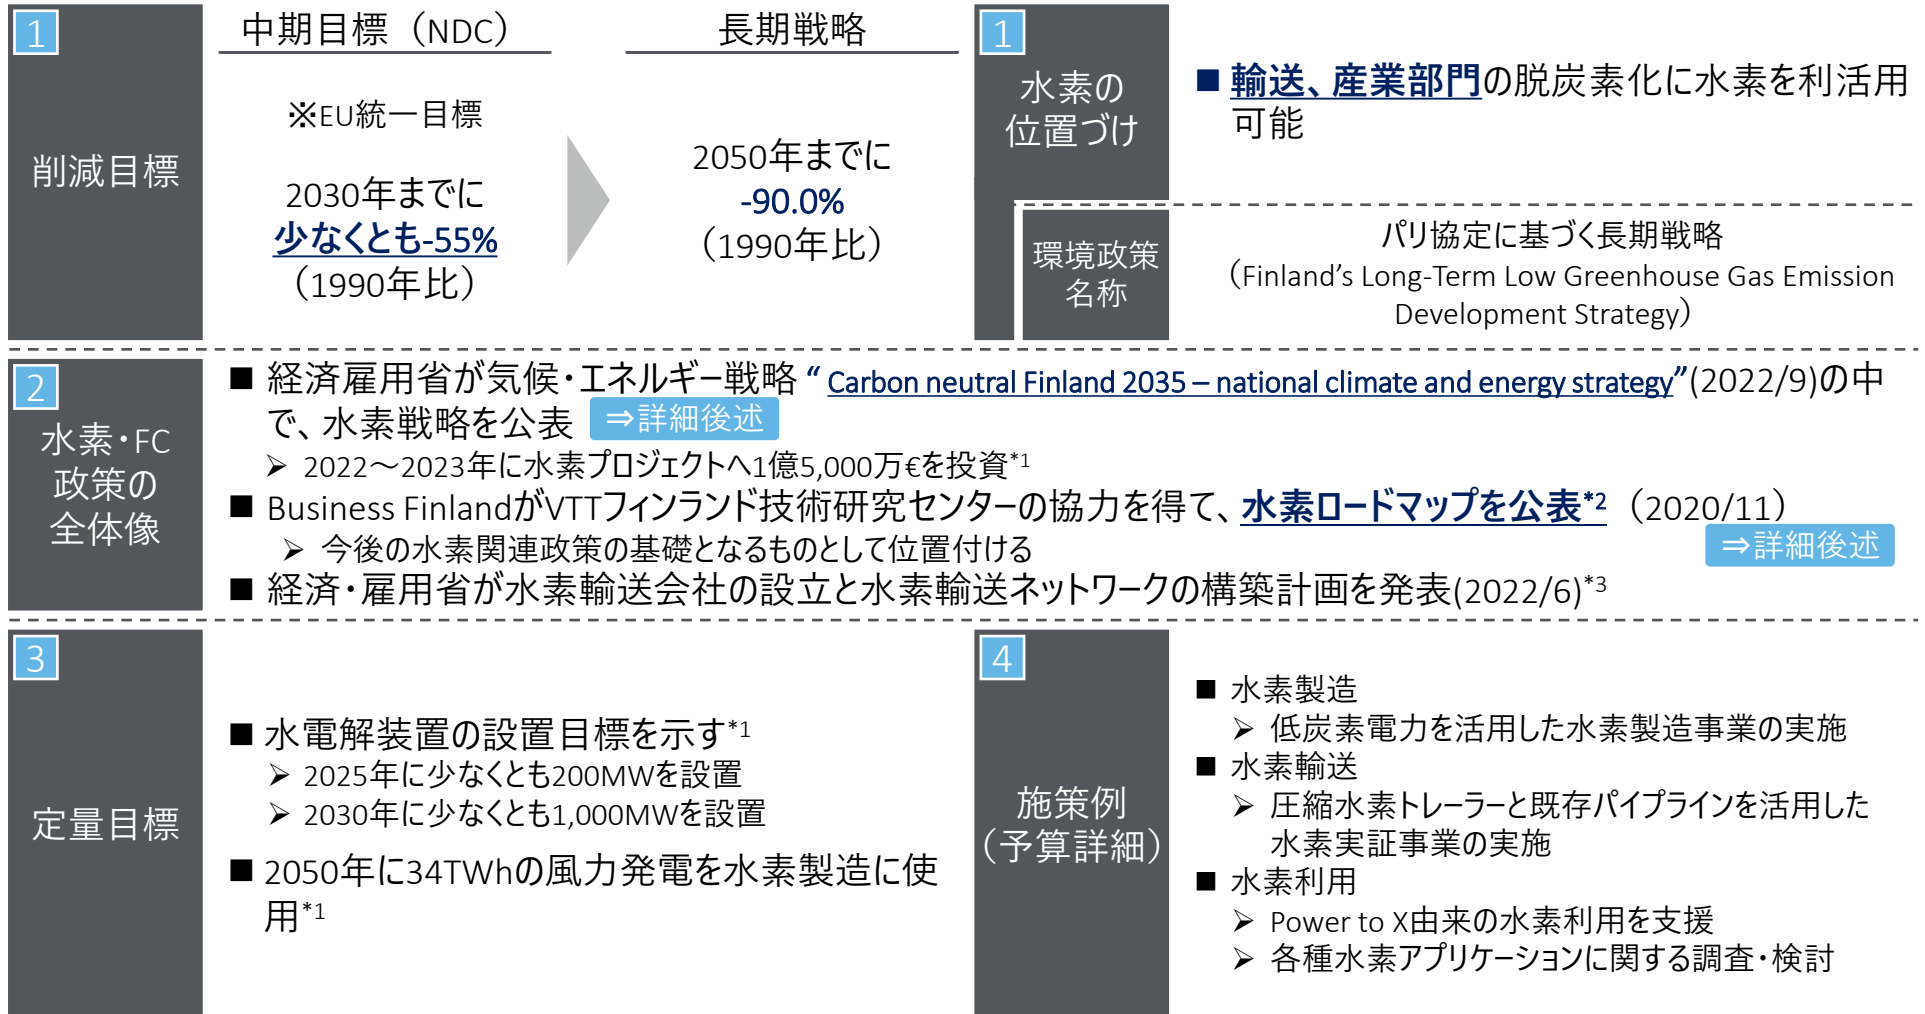 1
削減目標
中期目標（NDC）
※EU統一目標
2030年までに
少なくとも-55%
（1990年比）
長期戦略
2050年までに
-90.0%
（1990年比）
1
水素の
位置づけ
■ 輸送、産業部門の脱炭素化に水素を利活用
可能
環境政策
名称
パリ協定に基づく長期戦略
（Finland’s Long-Term Low Greenhouse Gas Emission
Development Strategy）
2
水素・FC
政策の
全体像
■ 経済雇用省が気候・エネルギー戦略 “ Carbon neutral Finland 2035 – national climate and energy strategy”(2022/9)の中
で、水素戦略を公表 ⇒詳細後述
➢ 2022～2023年に水素プロジェクトへ1億5,000万€を投資*1
■ Business FinlandがVTTフィンランド技術研究センターの協力を得て、水素ロードマップを公表*2（2020/11）
➢ 今後の水素関連政策の基礎となるものとして位置付ける
⇒詳細後述
■ 経済・雇用省が水素輸送会社の設立と水素輸送ネットワークの構築計画を発表(2022/6)*3
3
定量目標
■ 水電解装置の設置目標を示す*1
➢ 2025年に少なくとも200MWを設置
➢ 2030年に少なくとも1,000MWを設置
■ 2050年に34TWhの風力発電を水素製造に使
用*1
4
施策例
（予算詳細）
■ 水素製造
➢ 低炭素電力を活用した水素製造事業の実施
■ 水素輸送
➢ 圧縮水素トレーラーと既存パイプラインを活用した
水素実証事業の実施
■ 水素利用
➢ Power to X由来の水素利用を支援
➢ 各種水素アプリケーションに関する調査・検討